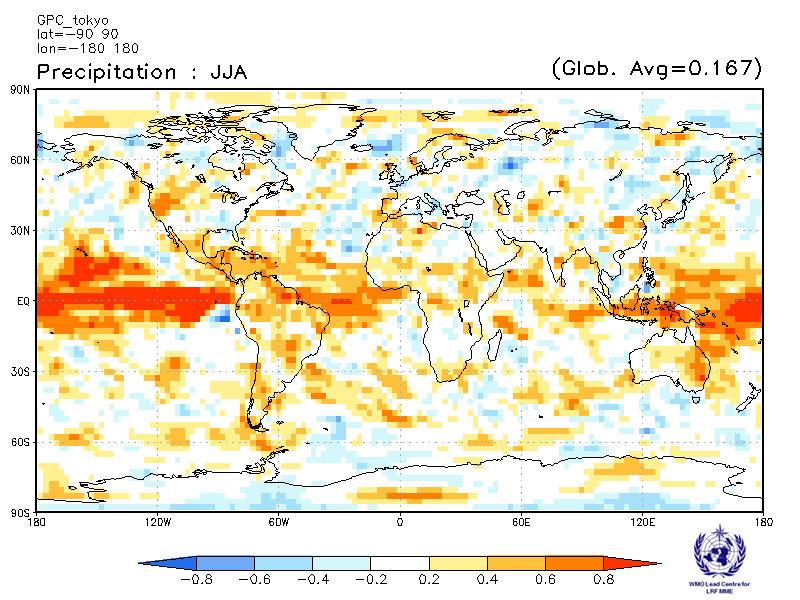 GPC_tokyo
lat=-90 90
lon=-180 180
Precipitation : JJA
(Glob. Avg=0.167)
90N
60N
30N
EQ
30S
60S
90S
180 120W 60W 0 60E 120E 180
-0.8 -0.6 -0.4 -0.2 0.2 0.4 0.6 0.8
WMO Lead Centre for
LRF MME